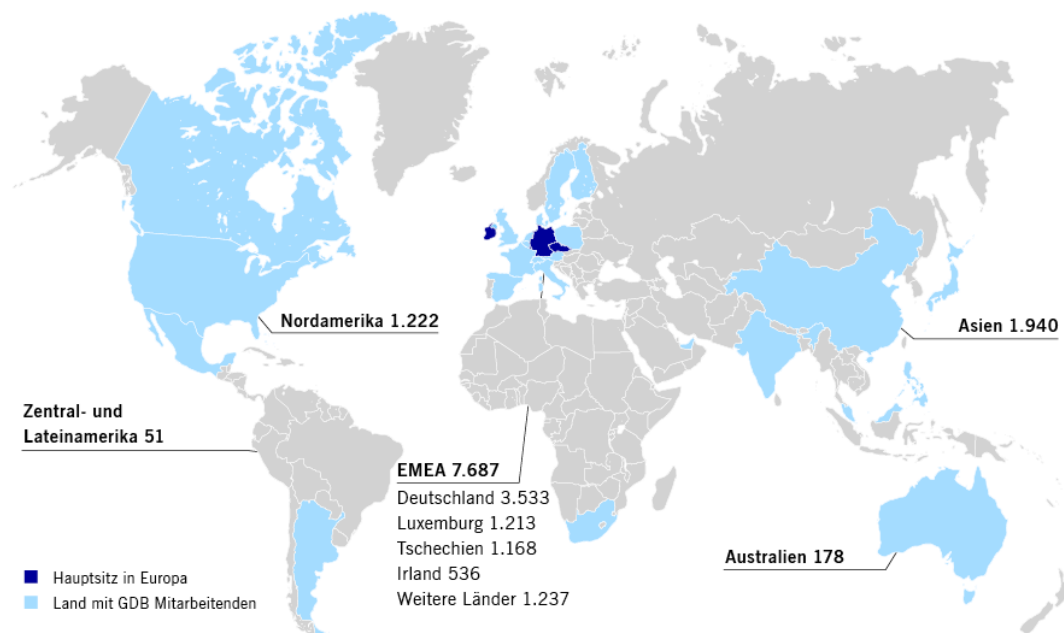 Nordamerika 1.222
Asien 1.940
Zentral- und
Lateinamerika 51
EMEA 7.687
Deutschland 3.533
Luxemburg 1.213
Tschechien 1.168
Irland 536
Weitere Länder 1.237
Australien 178
Hauptsitz in Europa
Land mit GDB Mitarbeitenden